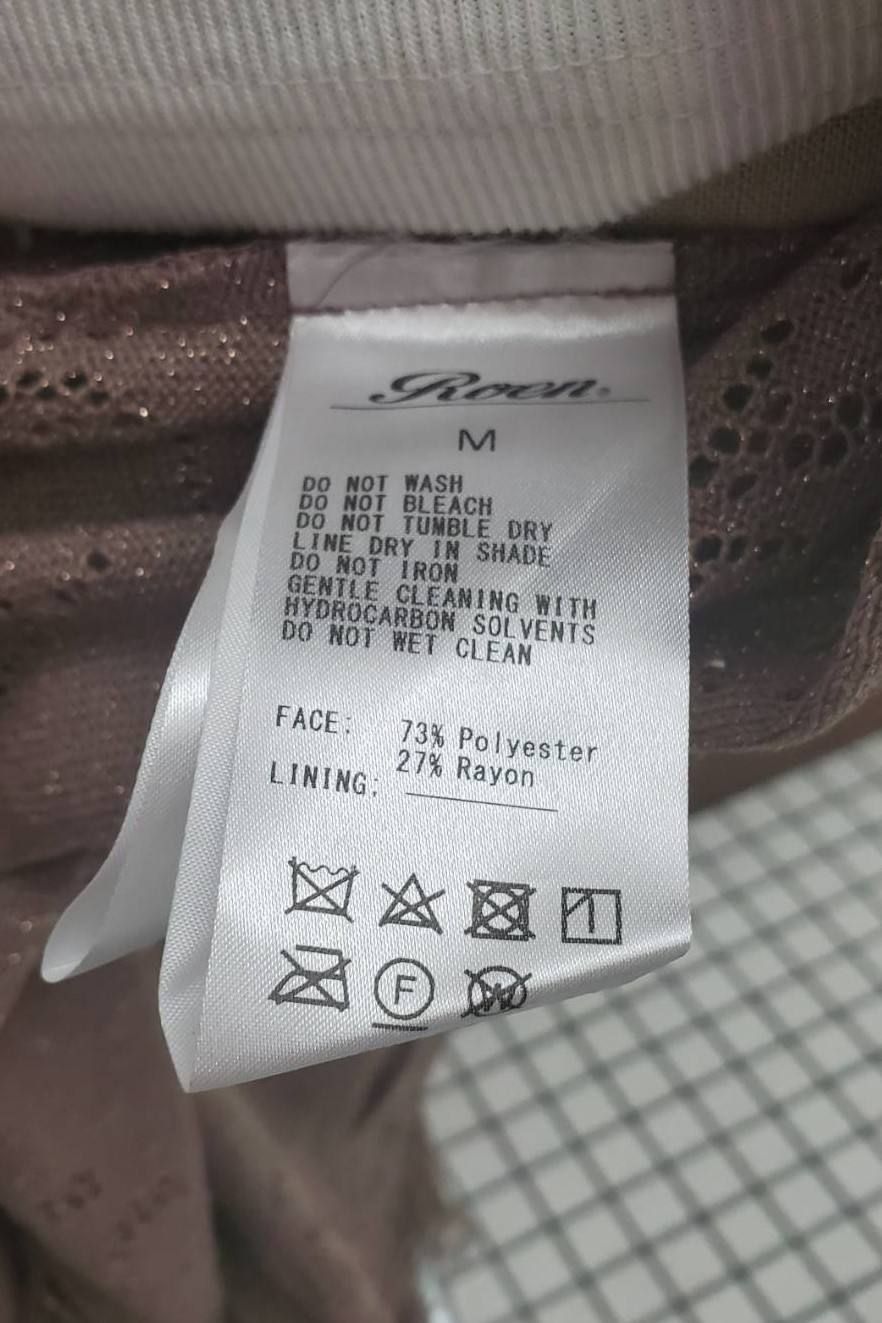 Roen.
M
DO NOT WASH
DO NOT BLEACH
DO NOT TUMBLE DRY
LINE DRY IN SHADE
DO NOT IRON
GENTLE CLEANING WITH
HYDROCARBON SOLVENTS
DO NOT WET CLEAN
FACE: 73% Polyester
27% Rayon
LINING:
F
W